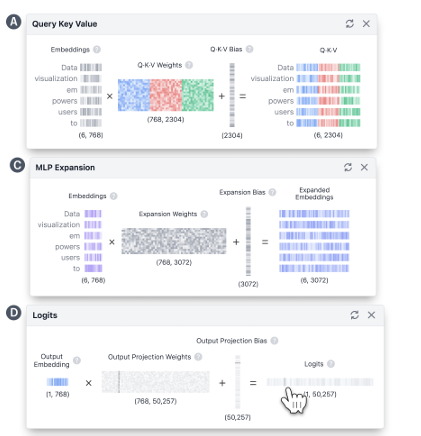 A Query Key Value
Embeddings ? Q·K·V Weights ? Q·K·V Bias ? Q·K·V
Data Data
visualization visualization
em em
powers × + = powers
users users
to to
(6, 768) (768, 2304) (2304) (6, 2304)
C MLP Expansion
Embeddings ? Expansion Weights ? Expansion Bias ? Expanded
Embeddings
Data
visualization
em
powers × + =
users
to
(6, 768) (768, 3072) (3072) (6, 3072)
D Logits
Output Projection Bias ?
Output
Embedding ? Output Projection Weights ? Logits ?
× + =
(1, 768) (768, 50,257) (1, 50,257)
(50,257)